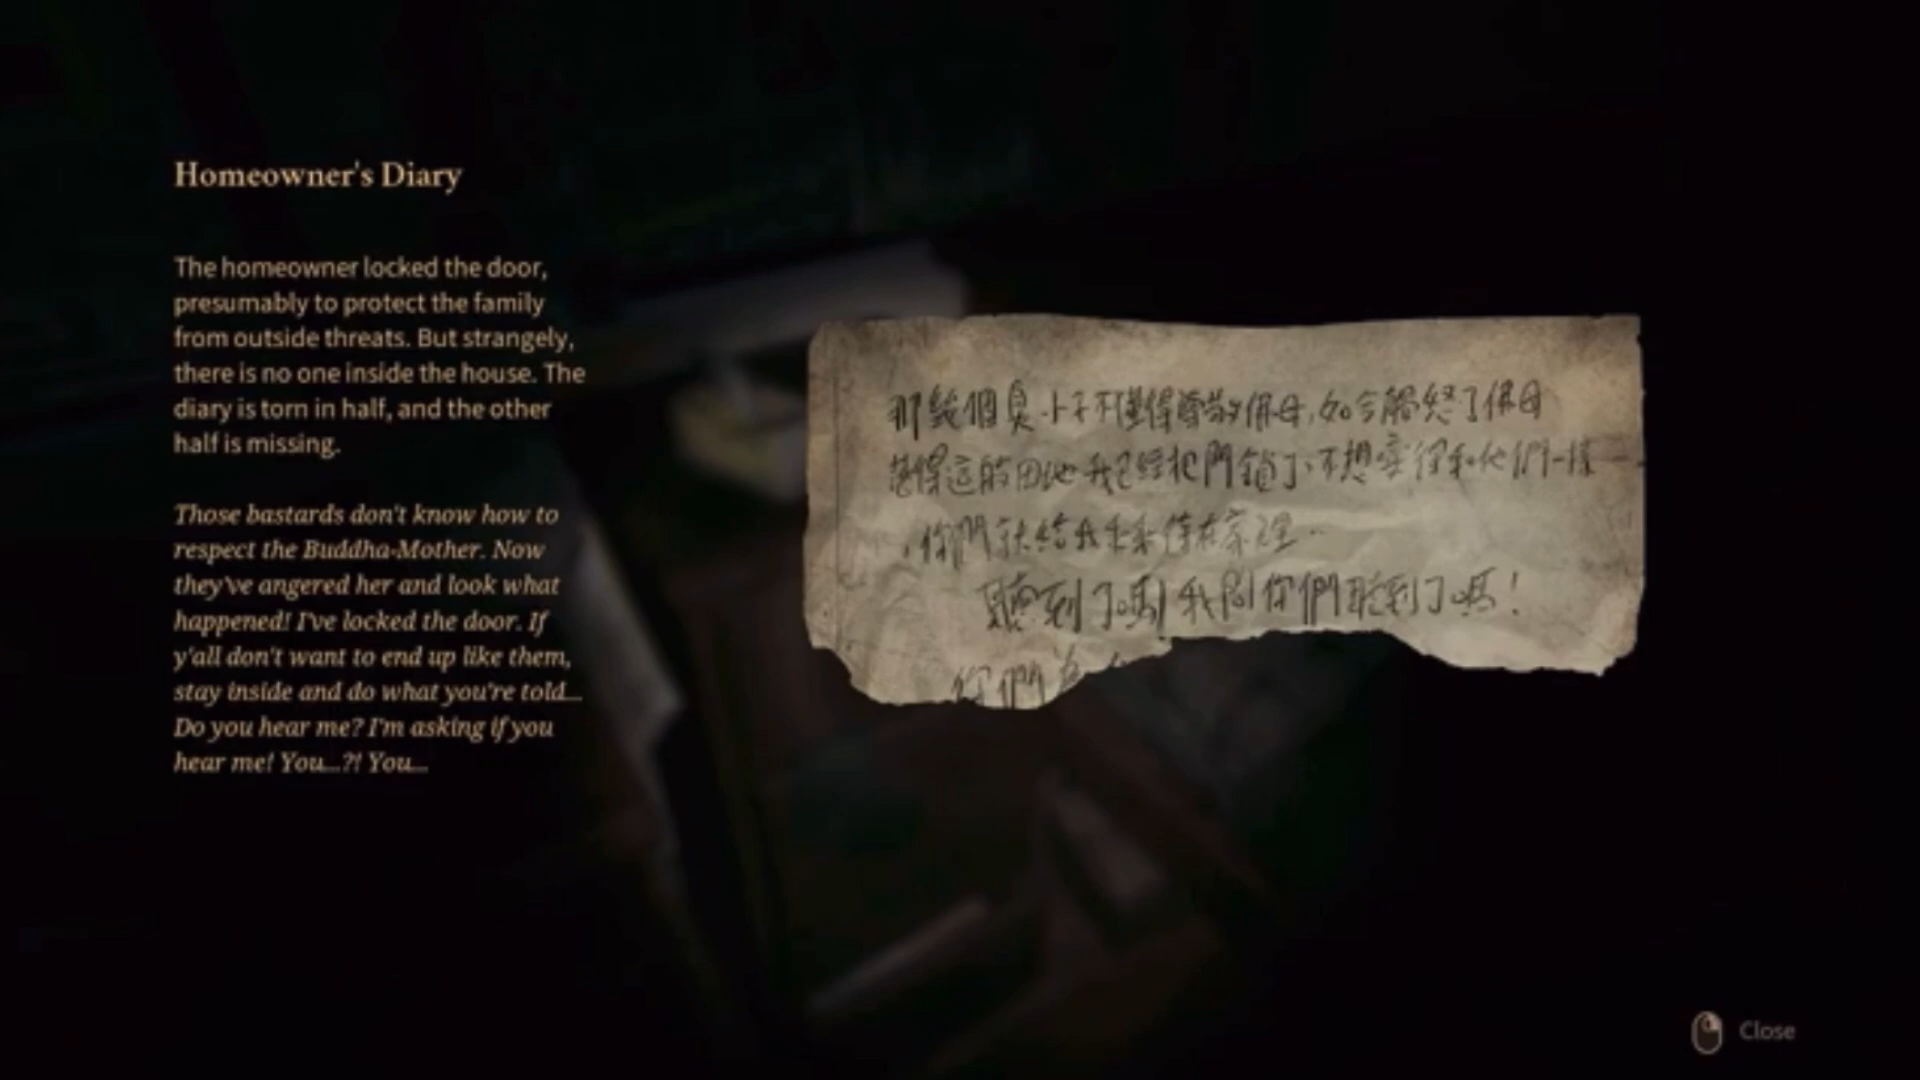 Homeowner's Diary
The homeowner locked the door,
presumably to protect the family
from outside threats. But strangely,
there is no one inside the house. The
diary is torn in half, and the other
half is missing.
Those bastards don't know how to
respect the Buddha-Mother. Now
they've angered her and look what
happened! I've locked the door. If
y'all don't want to end up like them,
stay inside and do what you're told...
Do you hear me? I'm asking if you
hear me! You...?! You...
那幾個臭小子不懂得尊敬佛母,如今觸怒了佛母
落得這般田地 我已經把門鎖了,不想變得和他們一樣
,你們就給我乖乖待在家裡..
聽到了嗎 我問你們聽到了嗎!
你們
Close